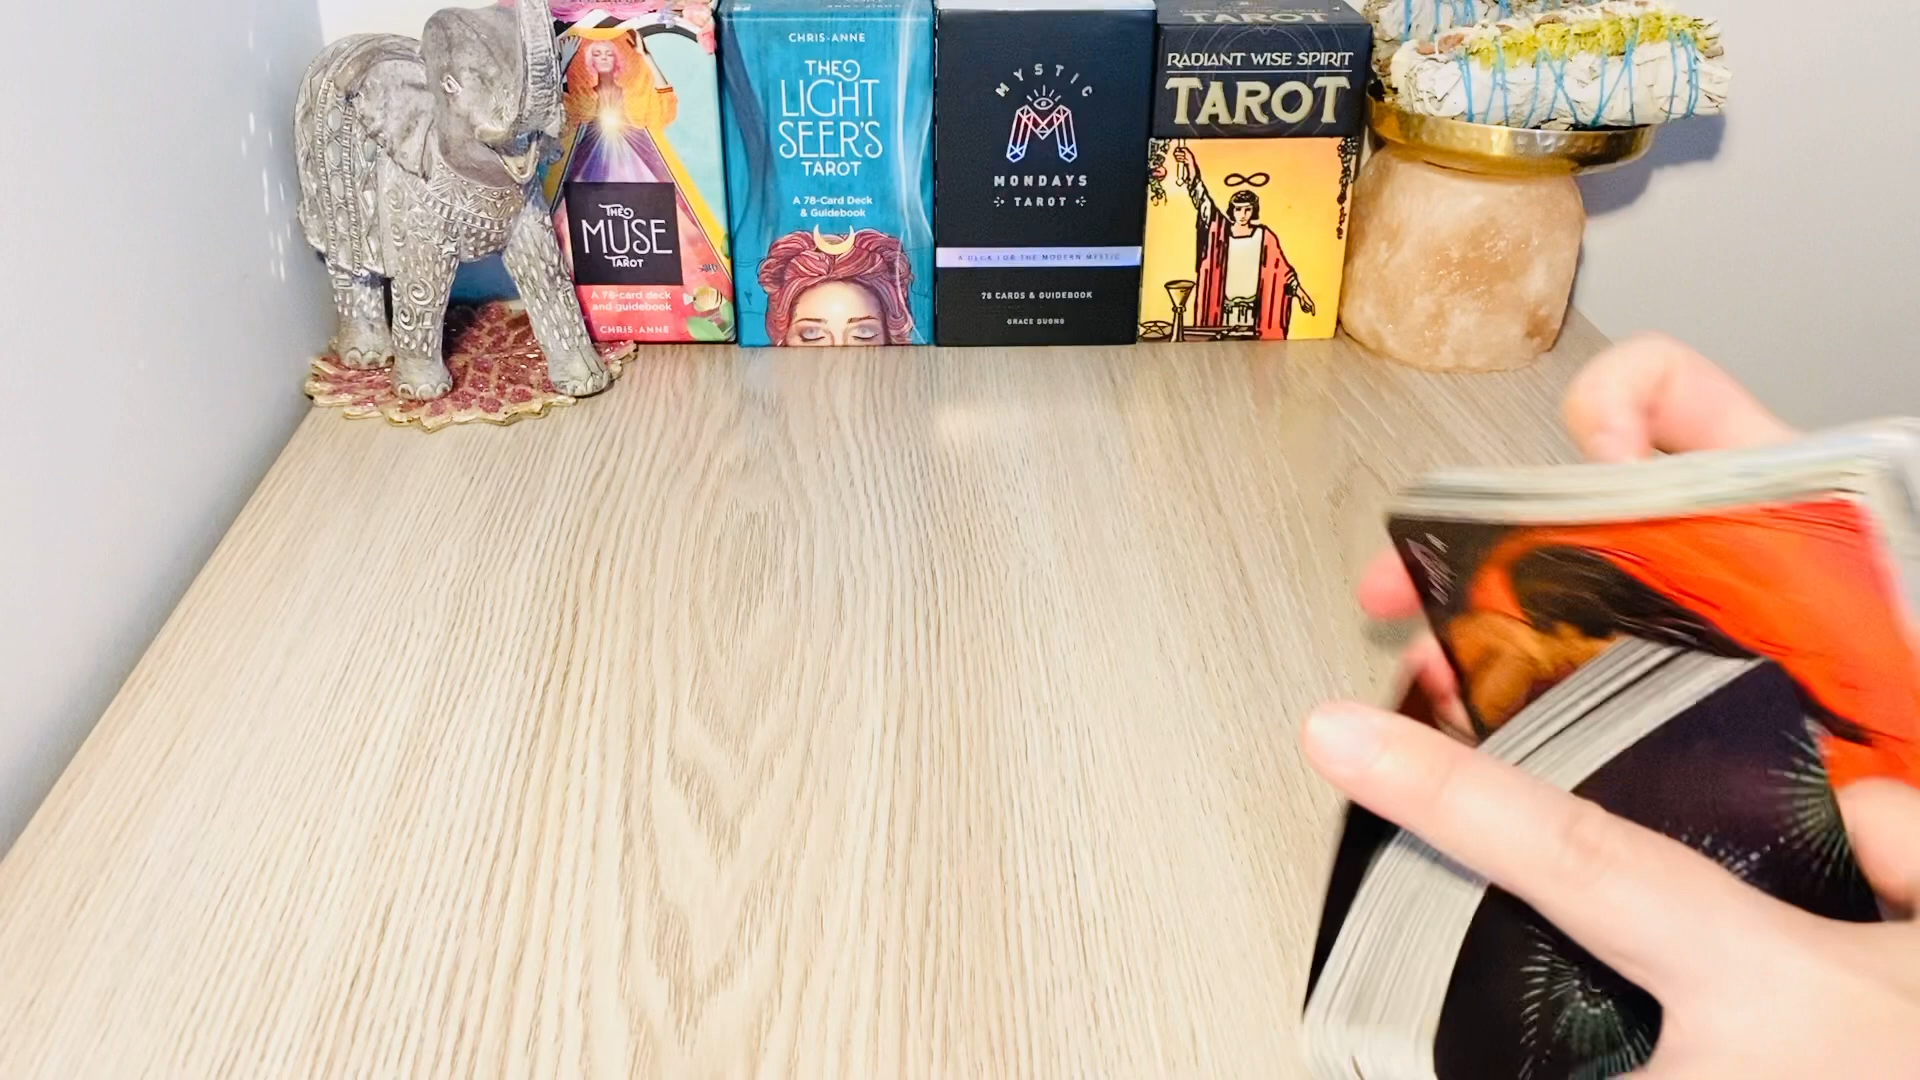 THE
MUSE
TAROT
A 78-card deck
and guidebook
CHRIS-ANNE
CHRIS-ANNE
THE
LIGHT
SEER'S
TAROT
A 78-Card Deck
& Guidebook
MYSTIC
MONDAYS
TAROT
A DECK FOR THE MODERN MYSTIC
78 CARDS & GUIDEBOOK
GRACE DUONG
TAROT
RADIANT WISE SPIRIT
TAROT